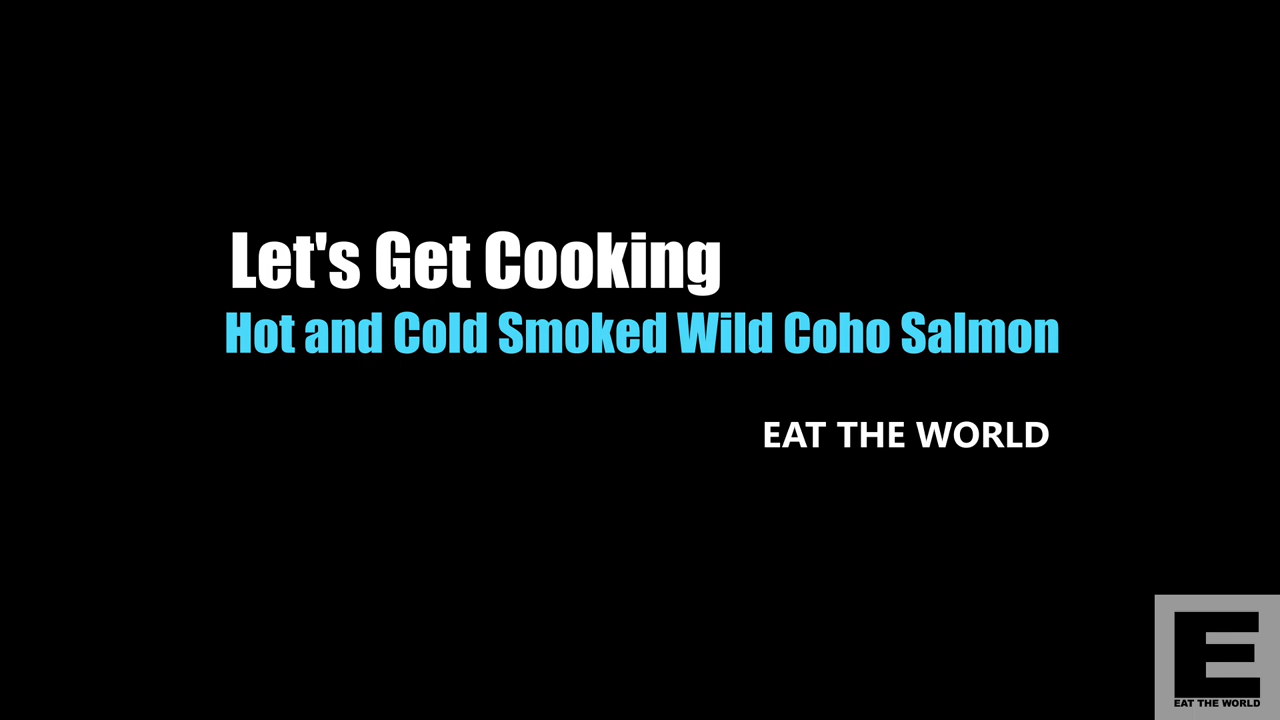 Let's Get Cooking
Hot and Cold Smoked Wild Coho Salmon
EAT THE WORLD
E
EAT THE WORLD